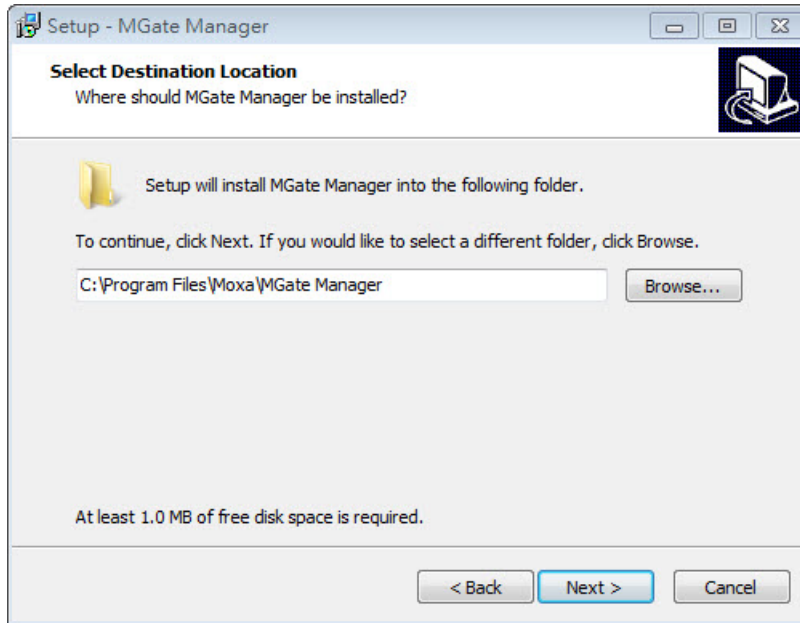 Setup - MGate Manager
Select Destination Location
Where should MGate Manager be installed?
Setup will install MGate Manager into the following folder.
To continue, click Next. If you would like to select a different folder, click Browse.
C:\Program Files\Moxa\MGate Manager
Browse...
At least 1.0 MB of free disk space is required.
< Back
Next >
Cancel